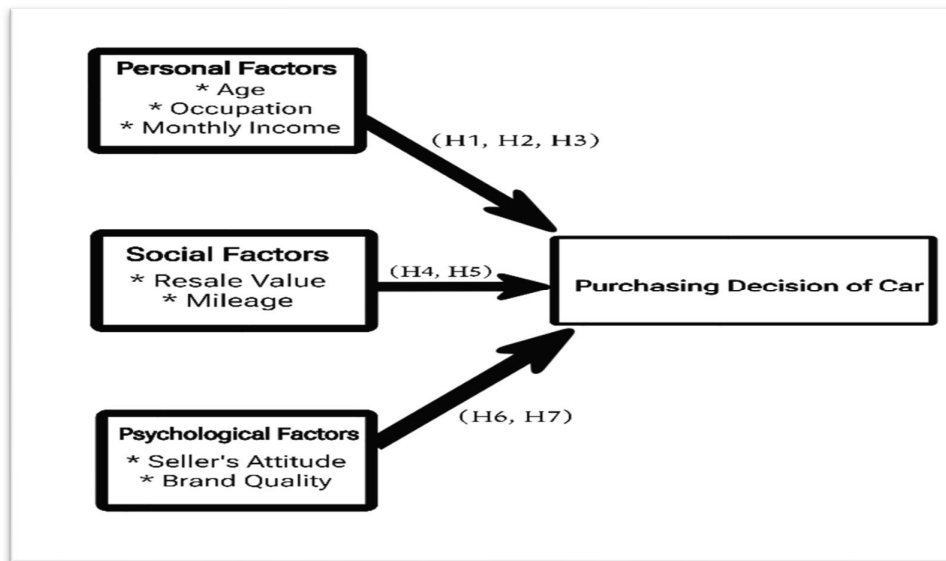 Personal Factors
* Age
* Occupation
* Monthly Income
(H1, H2, H3)
Social Factors
* Resale Value
* Mileage
(H4, H5)
Purchasing Decision of Car
Psychological Factors
* Seller's Attitude
* Brand Quality
(H6, H7)